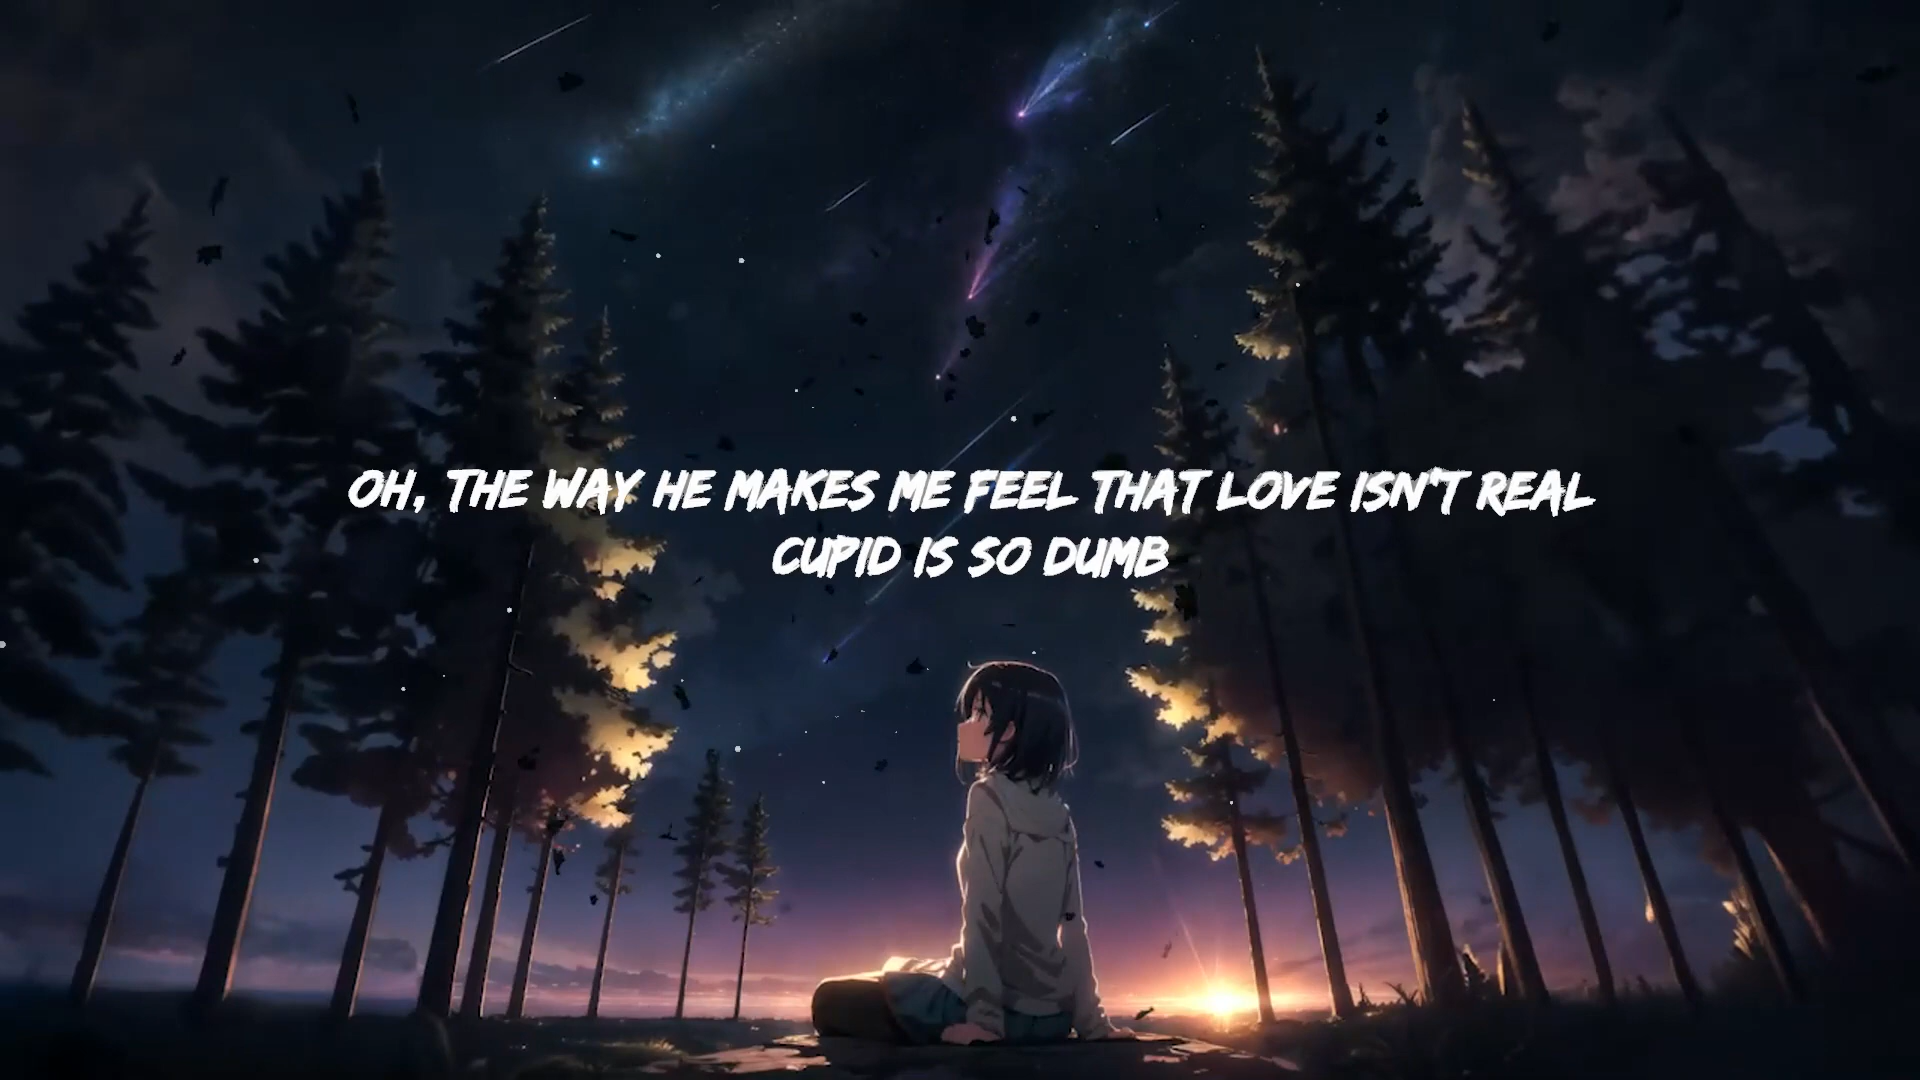 OH, THE WAY HE MAKES ME FEEL THAT LOVE ISN'T REAL
CUPID IS SO DUMB